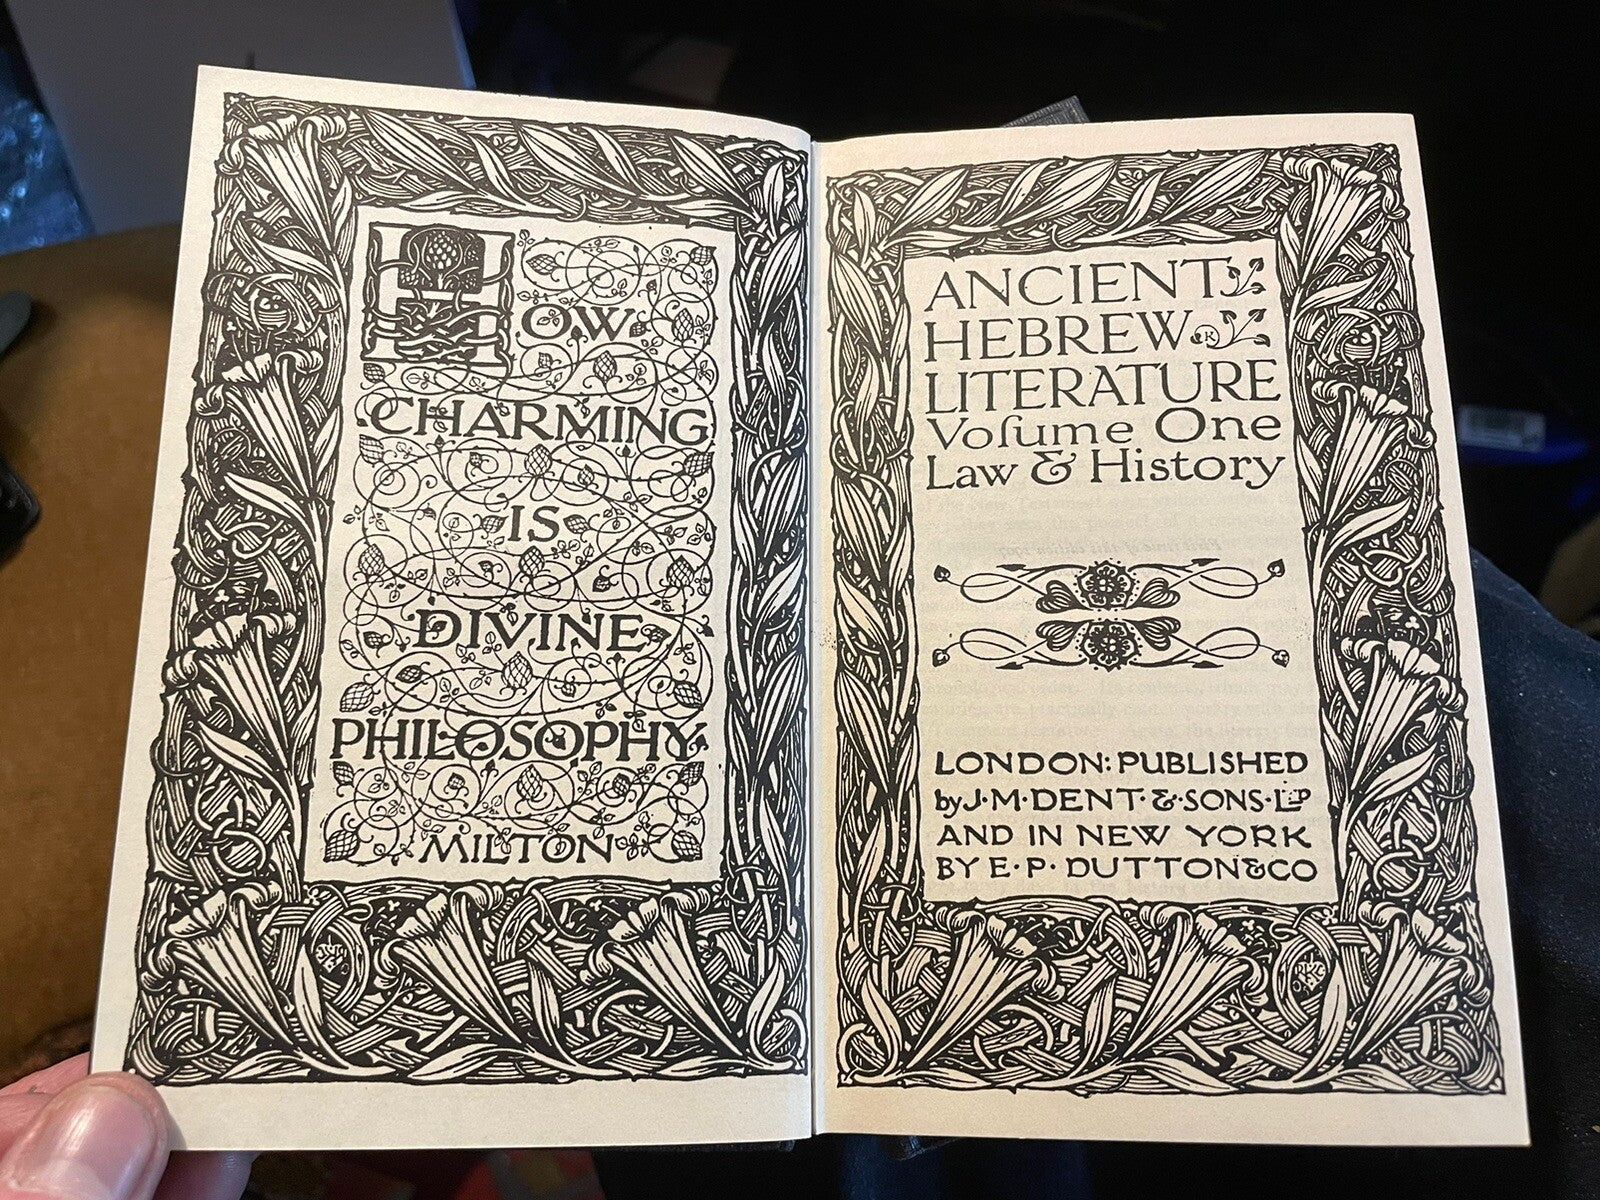 HOW
CHARMING
IS
DIVINE
PHILOSOPHY
MILTON
ANCIENT
HEBREW
LITERATURE
Volume One
Law & History
LONDON: PUBLISHED
by J·M·DENT·&·SONS·LTD
AND IN NEW YORK
BY E·P·DUTTON&CO